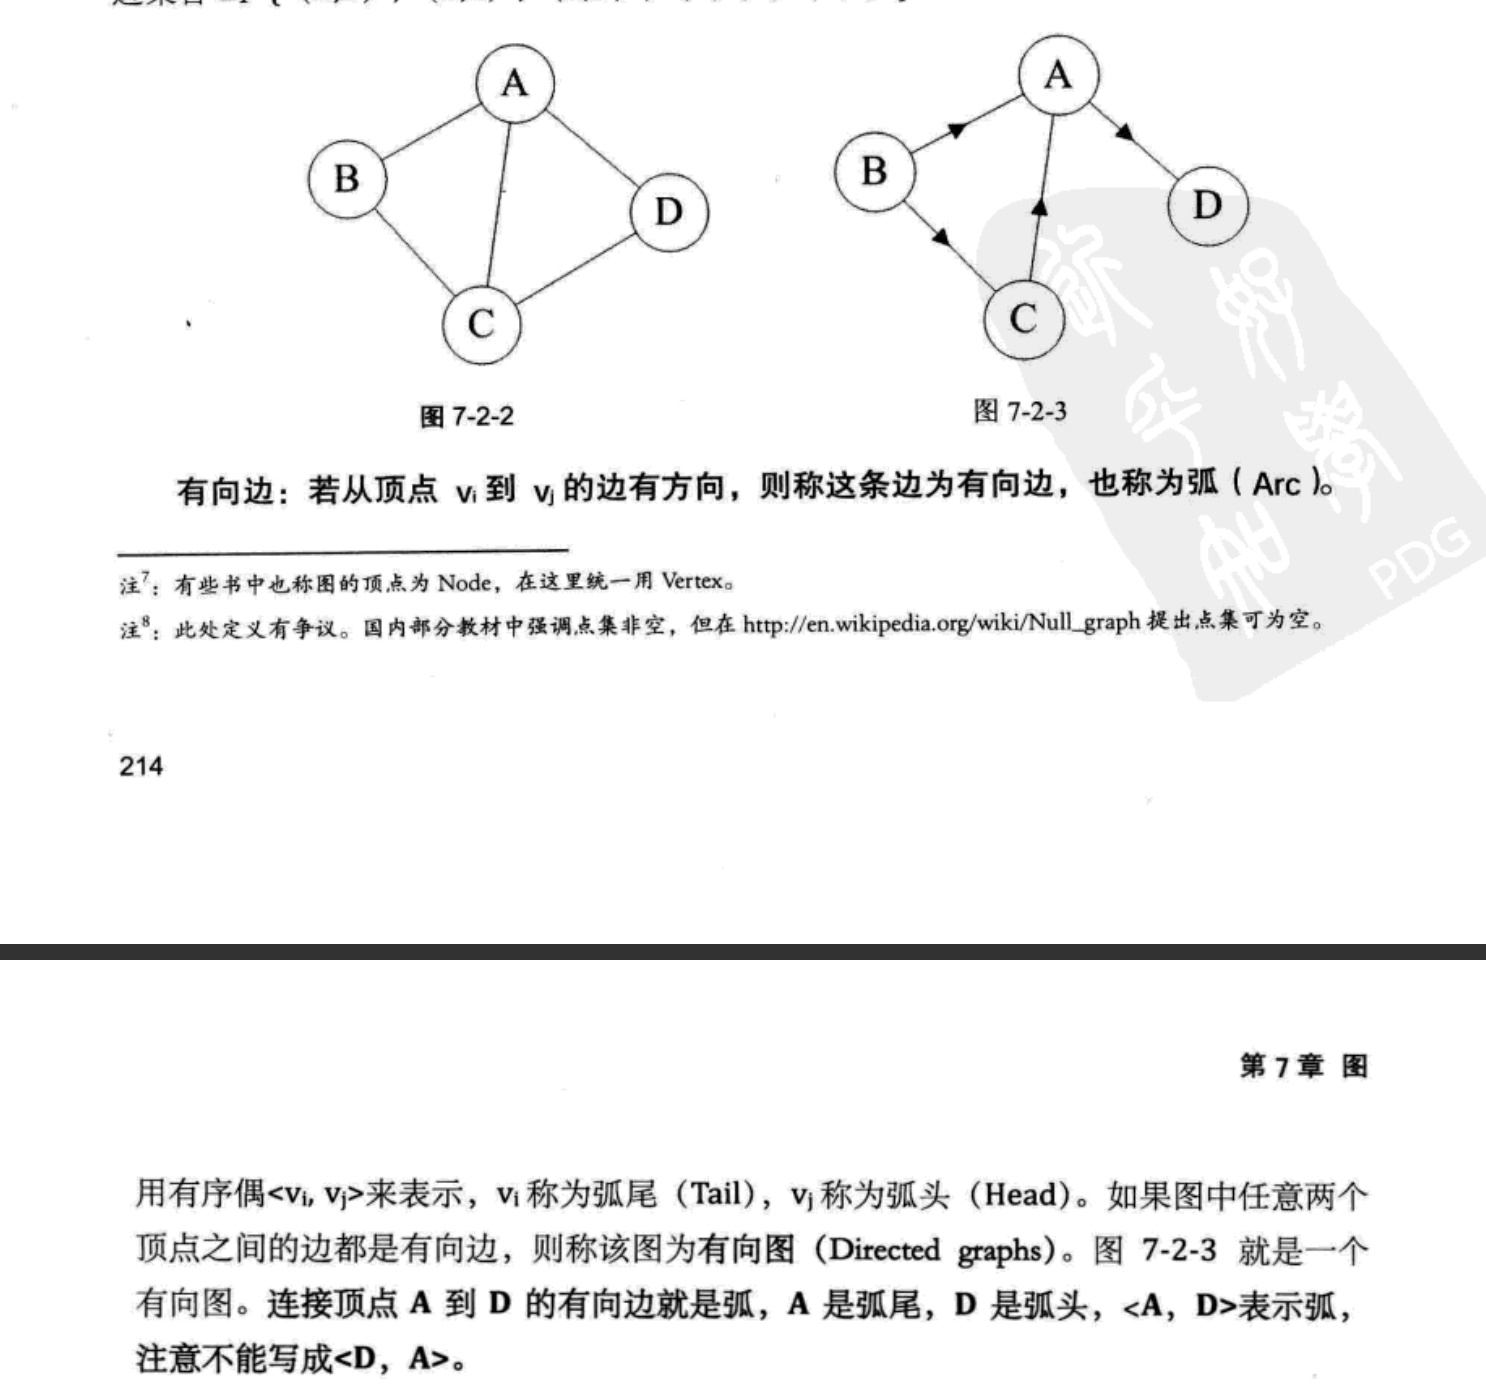 A
A
B
B
D
D
C
C
图 7-2-2
图 7-2-3
有向边：若从顶点 vi 到 vj 的边有方向，则称这条边为有向边，也称为弧（Arc）。
注7：有些书中也称图的顶点为 Node，在这里统一用 Vertex。
注8：此处定义有争议。国内部分教材中强调点集非空，但在 http://en.wikipedia.org/wiki/Null_graph 提出点集可为空。
PDG
214
第 7 章 图
用有序偶<vi, vj>来表示，vi 称为弧尾（Tail），vj 称为弧头（Head）。如果图中任意两个
顶点之间的边都是有向边，则称该图为有向图（Directed graphs）。图 7-2-3 就是一个
有向图。连接顶点 A 到 D 的有向边就是弧，A 是弧尾，D 是弧头，<A，D>表示弧，
注意不能写成<D，A>。